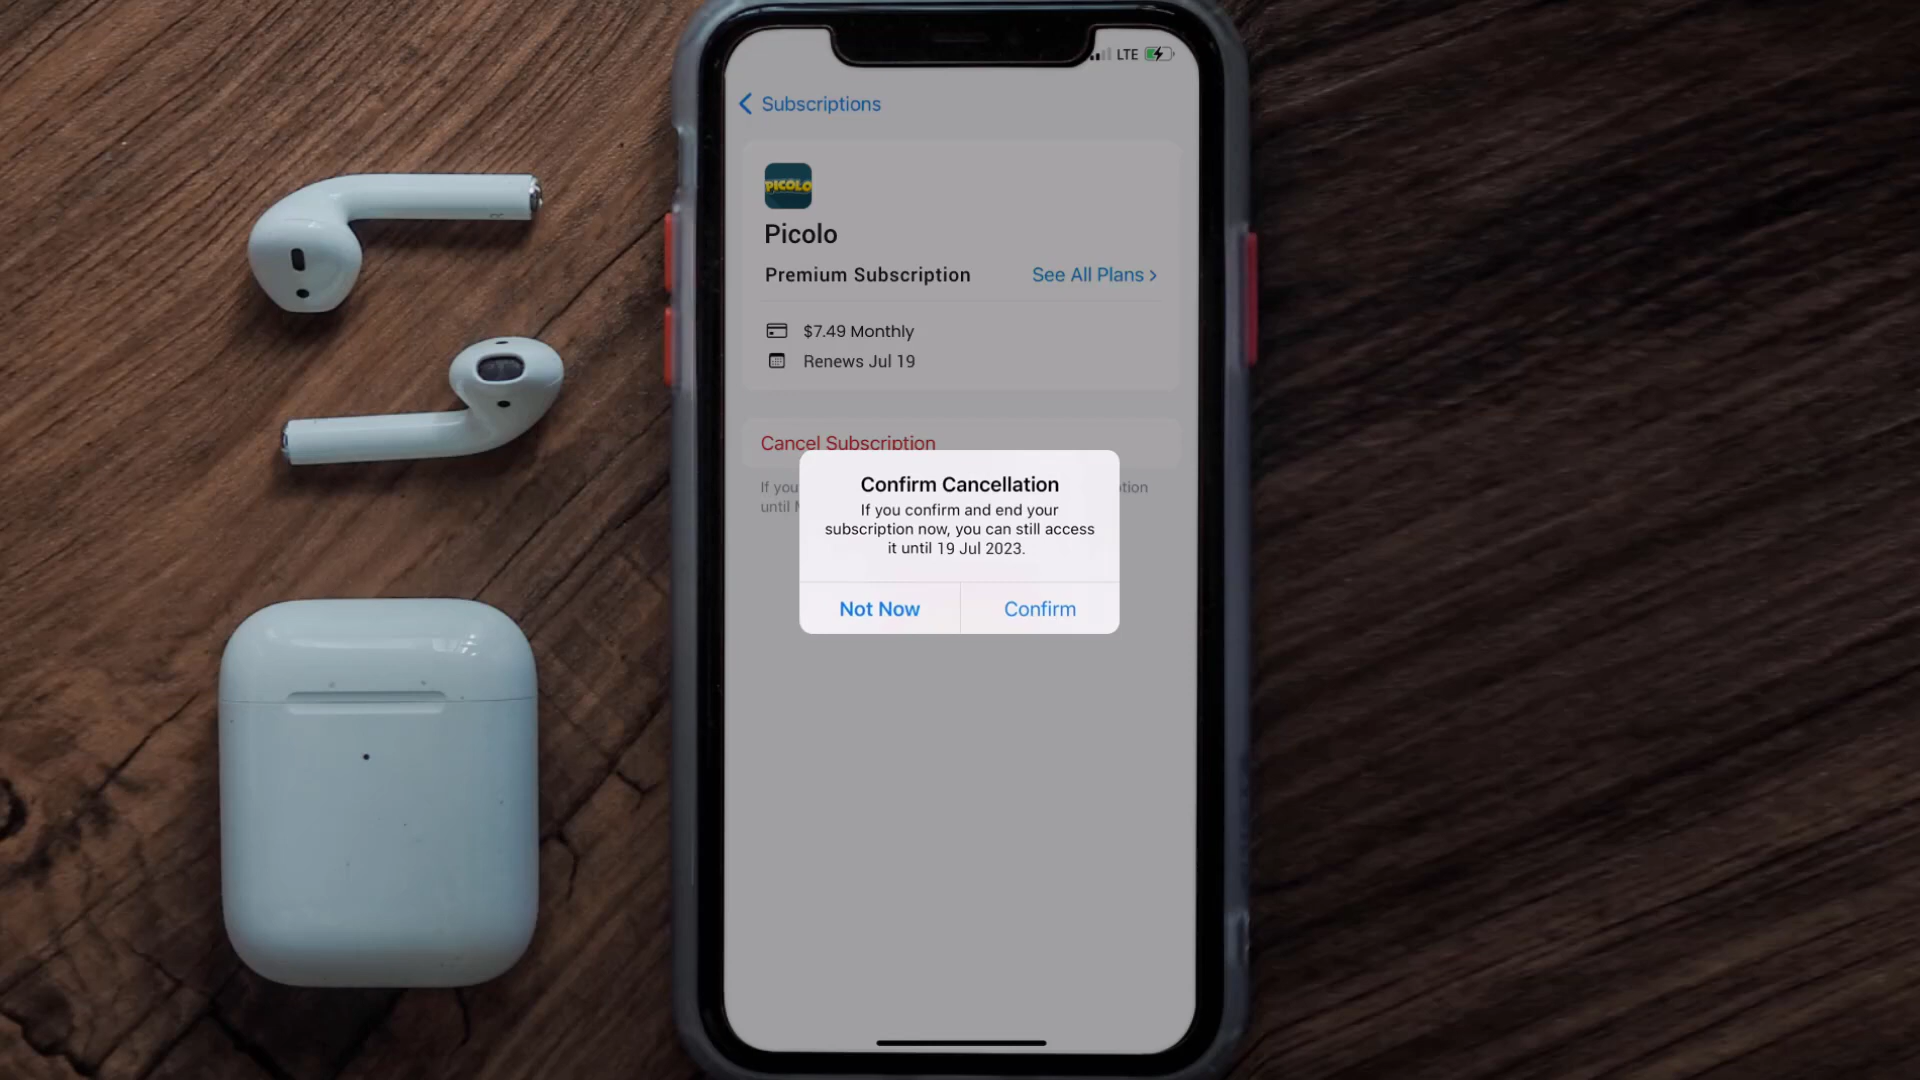 LTE
Subscriptions
PICOLO
Picolo
Premium Subscription
See All Plans
$7.49 Monthly
Renews Jul 19
Cancel Subscription
If you
tion
until
Confirm Cancellation
If you confirm and end your
subscription now, you can still access
it until 19 Jul 2023.
Not Now
Confirm